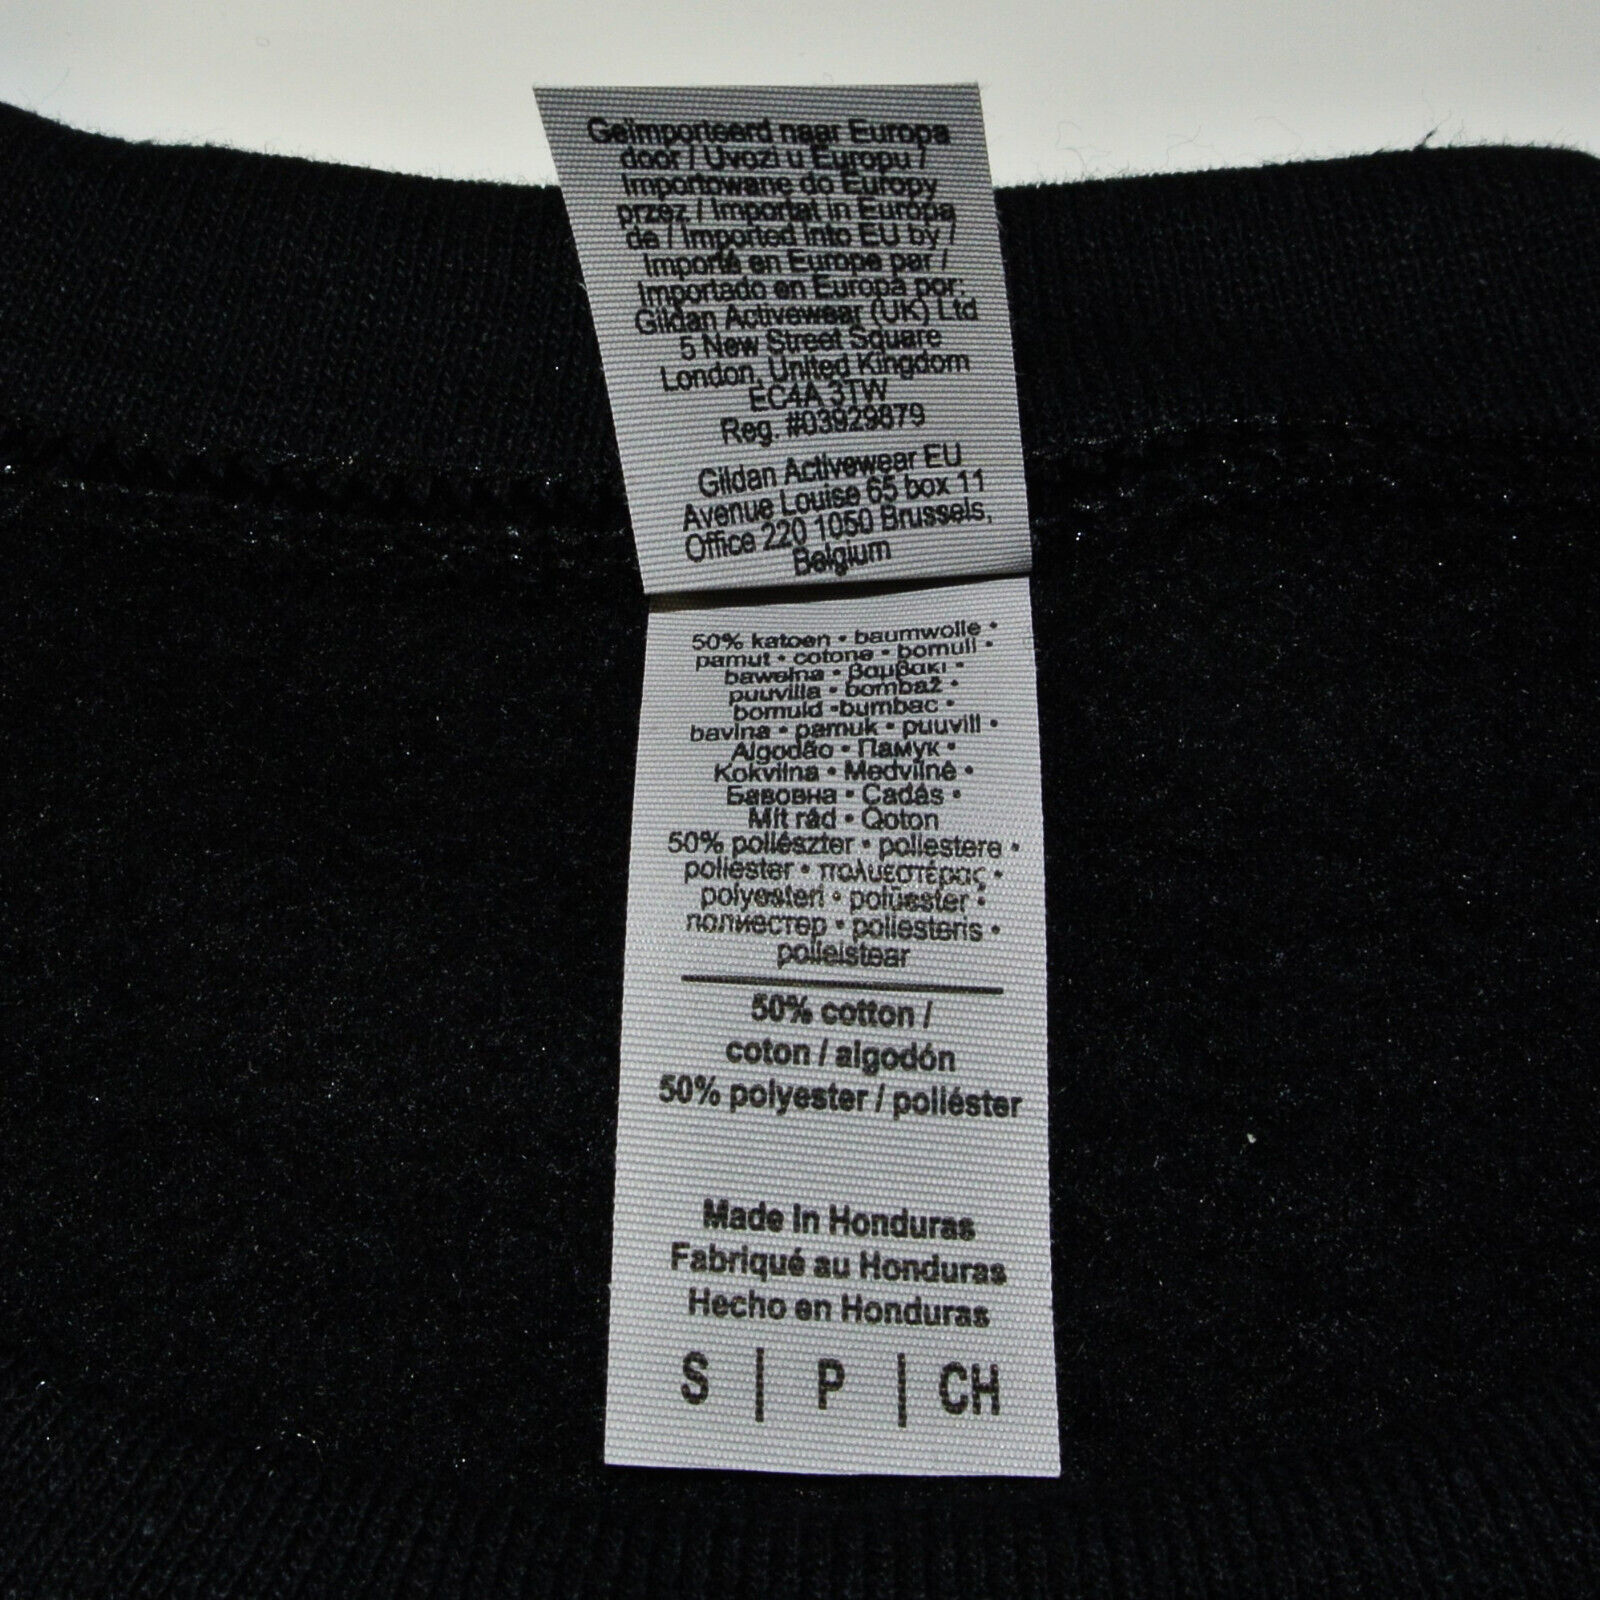 Geïmporteerd naar Europa
door / Uvozi u Europu /
Importowane do Europy
przez / Importat in Europa
de / Imported into EU by /
Importé en Europe par /
Importado en Europa por:
Gildan Activewear (UK) Ltd
5 New Street Square
London, United Kingdom
EC4A 3TW
Reg. #03929879
Gildan Activewear EU
Avenue Louise 65 box 11
Office 220 1050 Brussels,
Belgium
50% katoen • baumwolle •
pamut • cotone • bomull •
bawełna • βαμβακι •
puuvilla • bombaž •
bomuld -bumbac •
bavlna • pamuk • puuvill •
Algodão • Памук •
Kokvilna • Medvilnė •
Бавовна • Cadás •
Mít rád • Qoton
50% poliészter • poliestere •
poliester • πολυεστέρας •
polyesteri • polüester •
полиестер • poliesteris •
poileistear
50% cotton /
coton / algodón
50% polyester / poliéster
Made in Honduras
Fabriqué au Honduras
Hecho en Honduras
S | P | CH